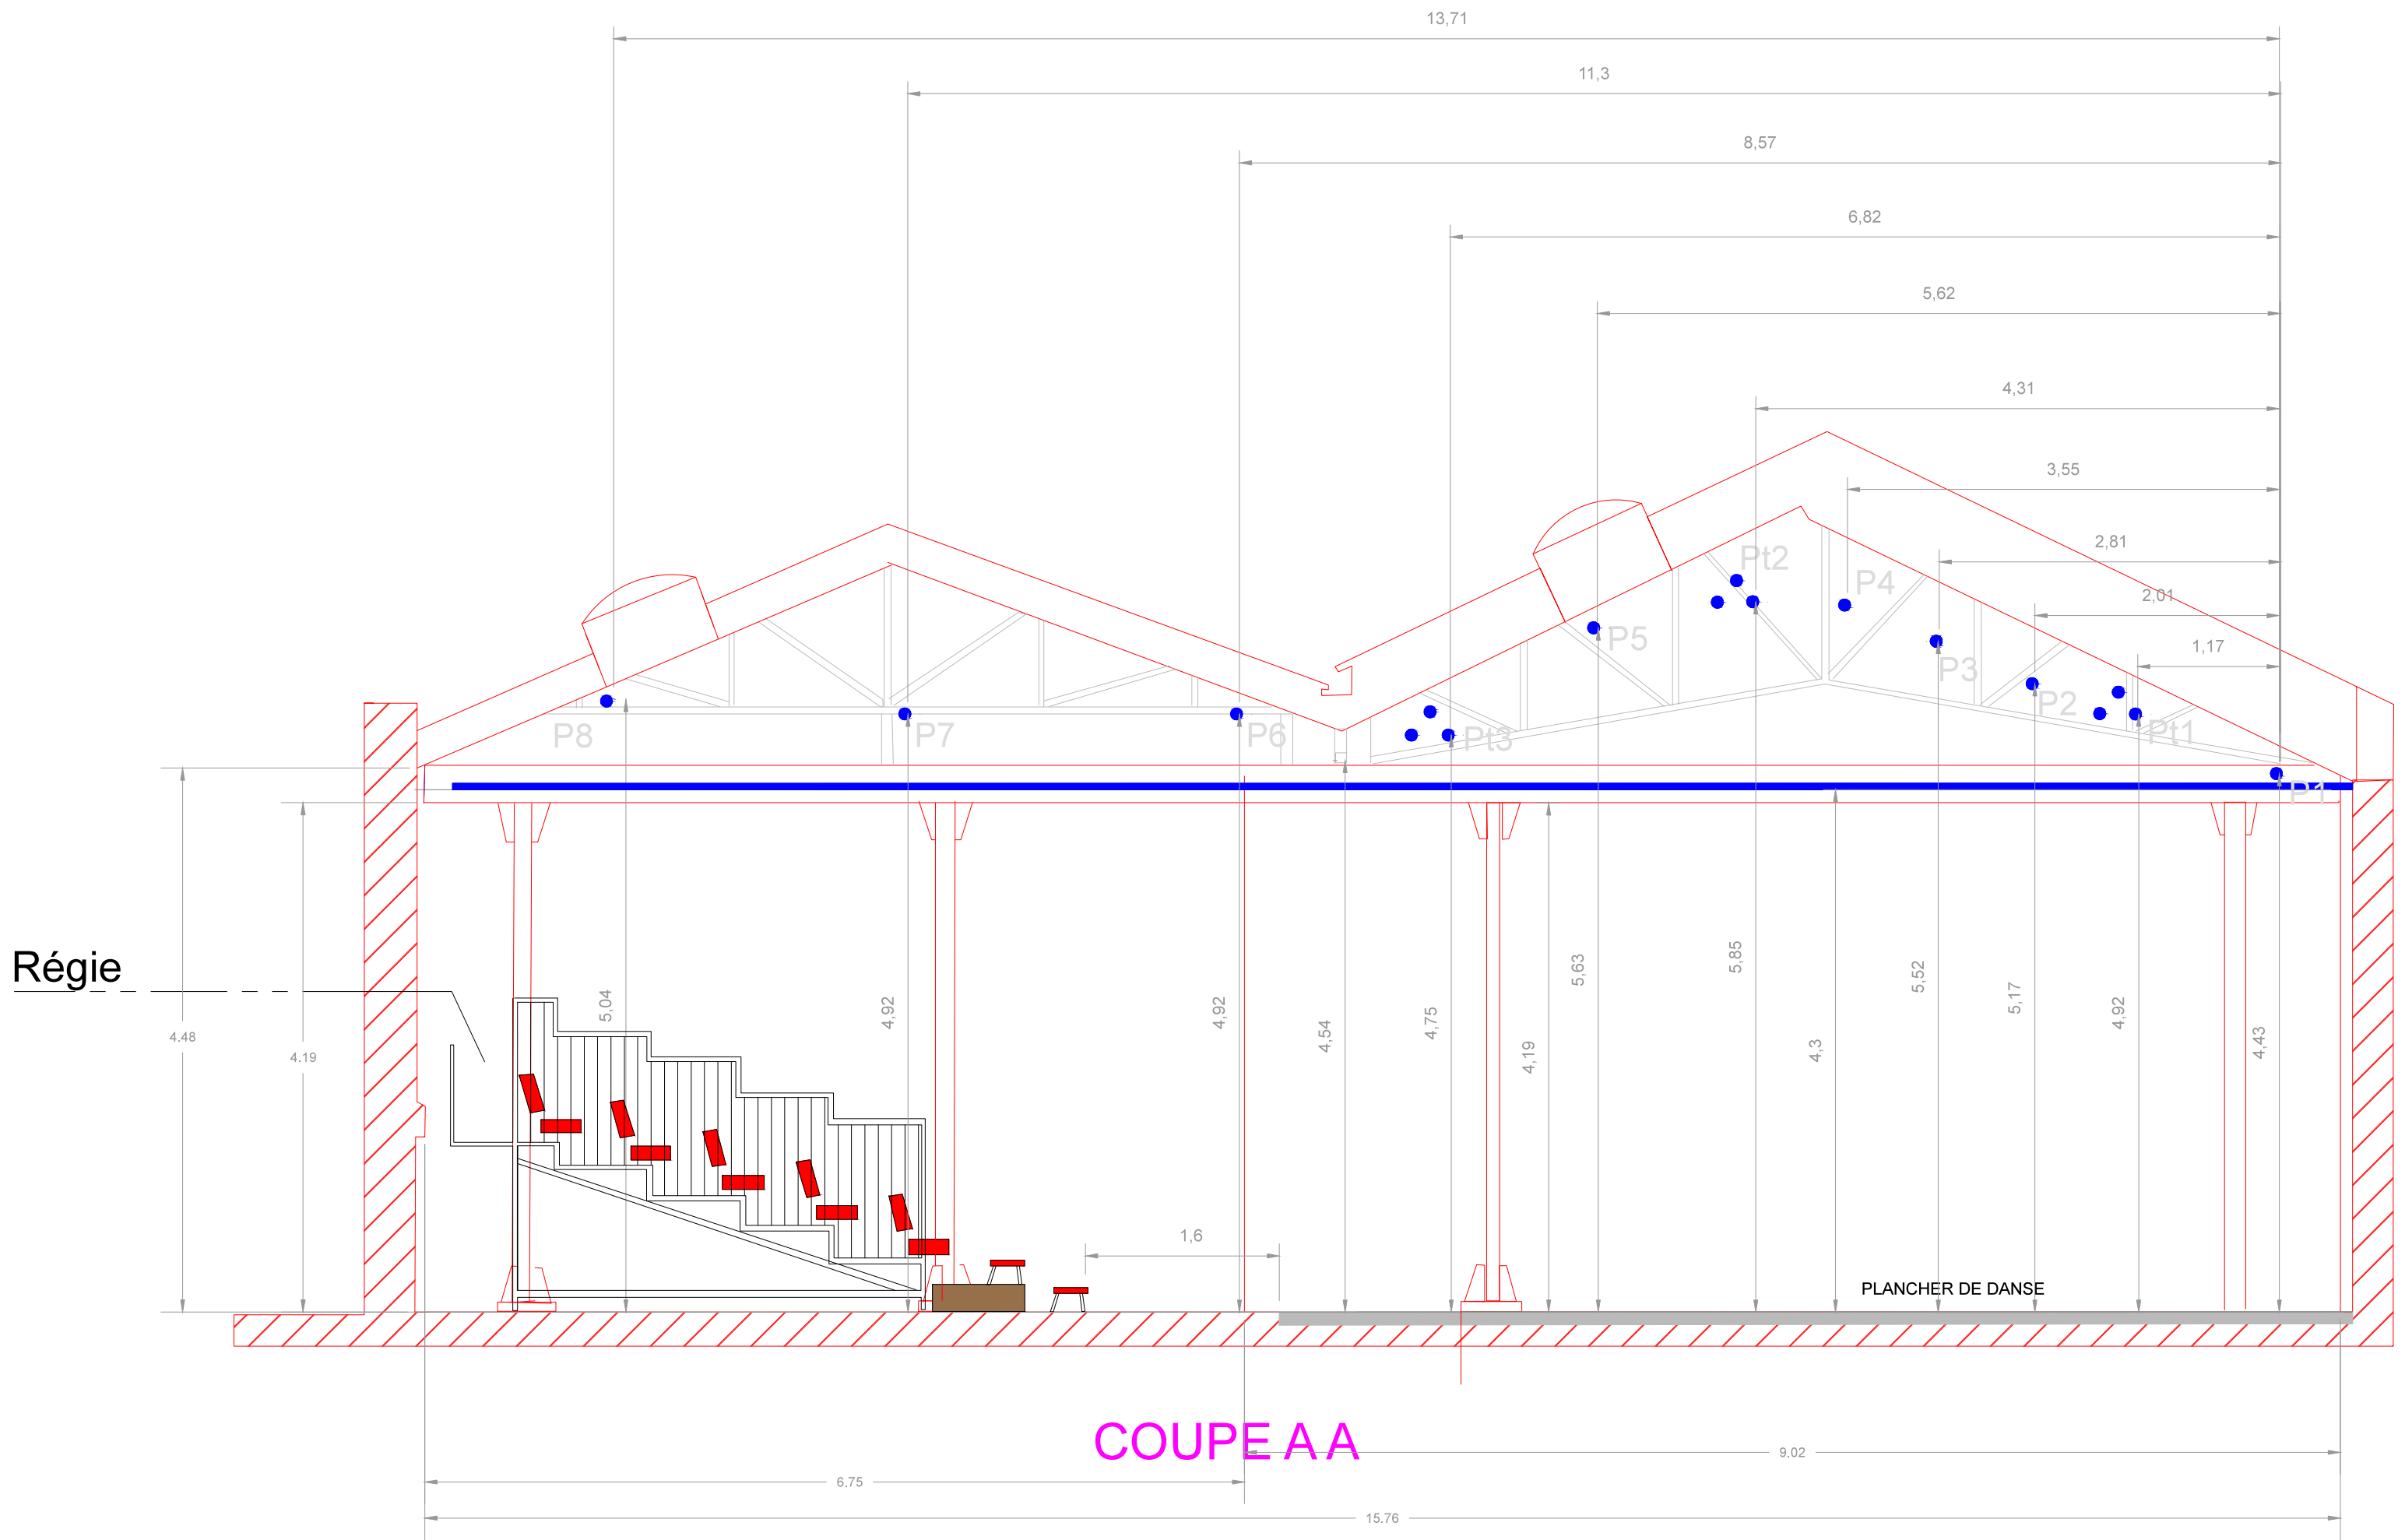 13,71
11,3
8,57
6,82
5,62
4,31
3,55
2,81
2,01
1,17
Pt2
P4
P5
P3
P2
Pt1
P8
P7
P6
Pt3
P1
Régie
4.48
4.19
5,04
4,92
4,92
4,54
4,75
4,19
5,63
5,85
4,3
5,52
5,17
4,92
4,43
1,6
PLANCHER DE DANSE
COUPE A A
9.02
6.75
15.76